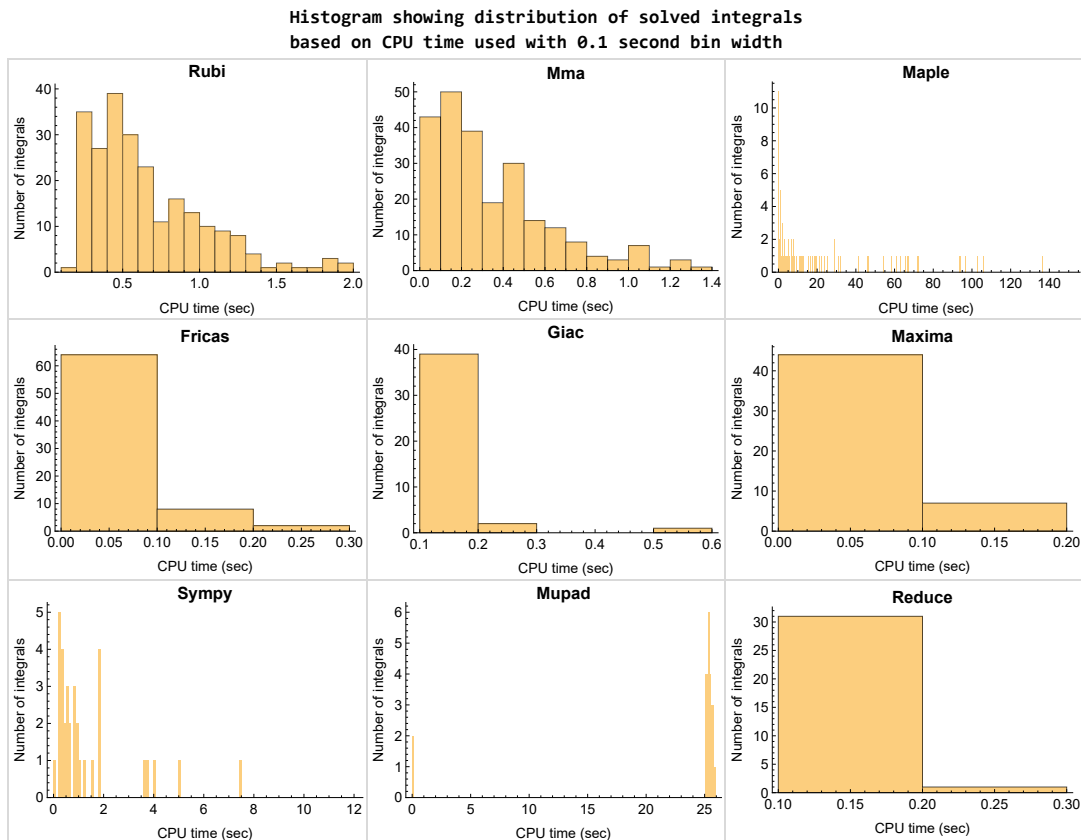 Histogram showing distribution of solved integrals
based on CPU time used with 0.1 second bin width
Rubi
Number of integrals
40
30
20
10
0
0.5 1.0 1.5 2.0
CPU time (sec)
Mma
Number of integrals
50
40
30
20
10
0
0.0 0.2 0.4 0.6 0.8 1.0 1.2 1.4
CPU time (sec)
Maple
Number of integrals
10
8
6
4
2
0
0 20 40 60 80 100 120 140
CPU time (sec)
Fricas
Number of integrals
60
50
40
30
20
10
0
0.00 0.05 0.10 0.15 0.20 0.25 0.30
CPU time (sec)
Giac
Number of integrals
40
30
20
10
0
0.1 0.2 0.3 0.4 0.5 0.6
CPU time (sec)
Maxima
Number of integrals
40
30
20
10
0
0.00 0.05 0.10 0.15 0.20
CPU time (sec)
Sympy
Number of integrals
5
4
3
2
1
0
0 2 4 6 8 10 12
CPU time (sec)
Mupad
Number of integrals
6
5
4
3
2
1
0
0 5 10 15 20 25
CPU time (sec)
Reduce
Number of integrals
30
25
20
15
10
5
0
0.10 0.15 0.20 0.25 0.30
CPU time (sec)